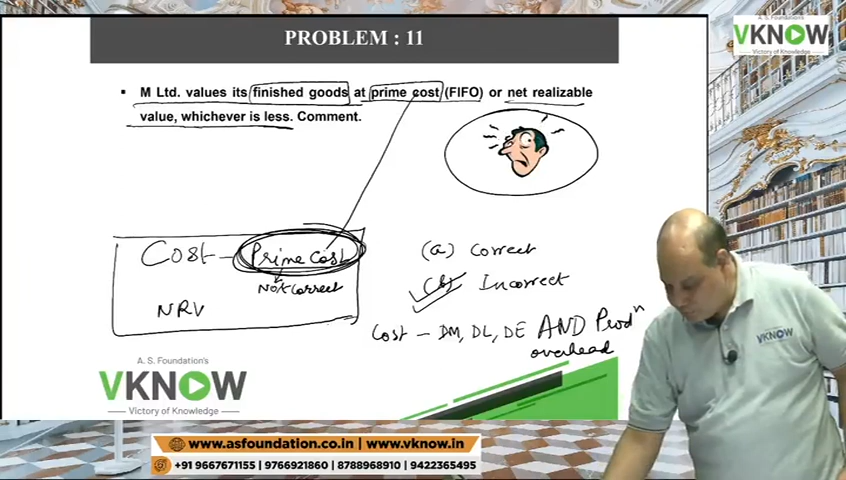 PROBLEM : 11
A. S. Foundation's
VKNOW
Victory of Knowledge
M Ltd. values its finished goods at prime cost (FIFO) or net realizable
value, whichever is less. Comment.
Cost - Prime Cost
Not Correct
NRV
(a) Correct
(b) Incorrect
Cost - DM, DL, DE AND Prodn
overhead
A. S. Foundation's
VKNOW
Victory of Knowledge
VKNOW
www.asfoundation.co.in | www.vknow.in
+91 9667671155 | 9766921860 | 8788968910 | 9422365495